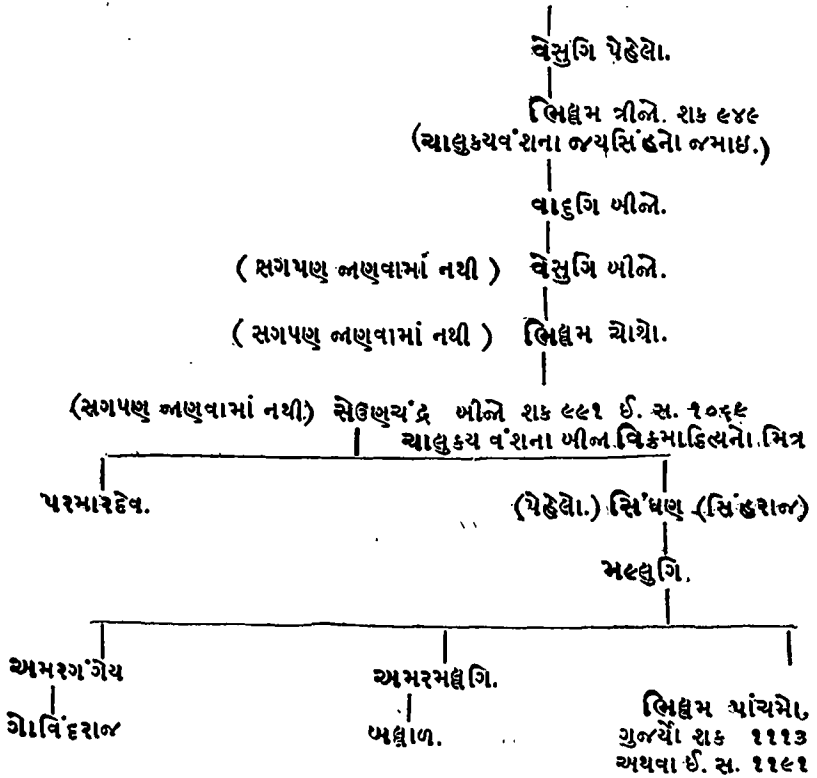 વેસુગિ પેહેલો.
ભિલ્લમ ત્રીજો. શક ૯૪૯
(ચાલુકયવંશના જયસિંહનો જમાઇ.)
વાદુગિ બીજો.
( સગપણ જાણવામાં નથી ) વેસુગિ બીજો.
( સગપણ જાણવામાં નથી ) ભિલ્લમ ચોથો.
(સગપણ જાણવામાં નથી.) સેઉણચંદ્ર બીજો શક ૯૯૧ ઈ. સ. ૧૦૬૯
ચાલુકય વંશના બીજા વિક્રમાદિત્યનો મિત્ર
પરમારદેવ.
(પેહેલો.) સિંઘણ (સિંહરાજ)
મલ્લુગિ.
અમરગંગેય
અમરમલ્લગિ.
ભિલ્લમ પાંચમો,
ગોવિંદરાજ
બલ્લાળ.
ગુજર્યો શક ૧૧૧૩
અથવા ઈ. સ. ૧૧૯૧